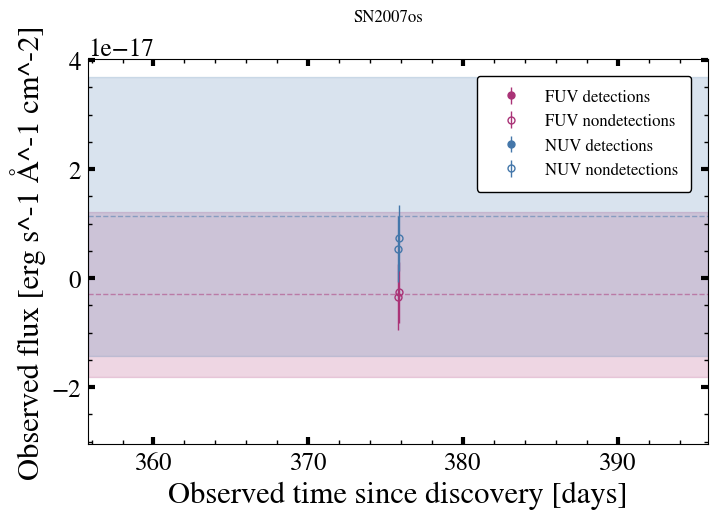 SN2007os
1e−17
4
2
0
−2
Observed flux [erg s^-1 Å^-1 cm^-2]
FUV detections
FUV nondetections
NUV detections
NUV nondetections
360 370 380 390
Observed time since discovery [days]